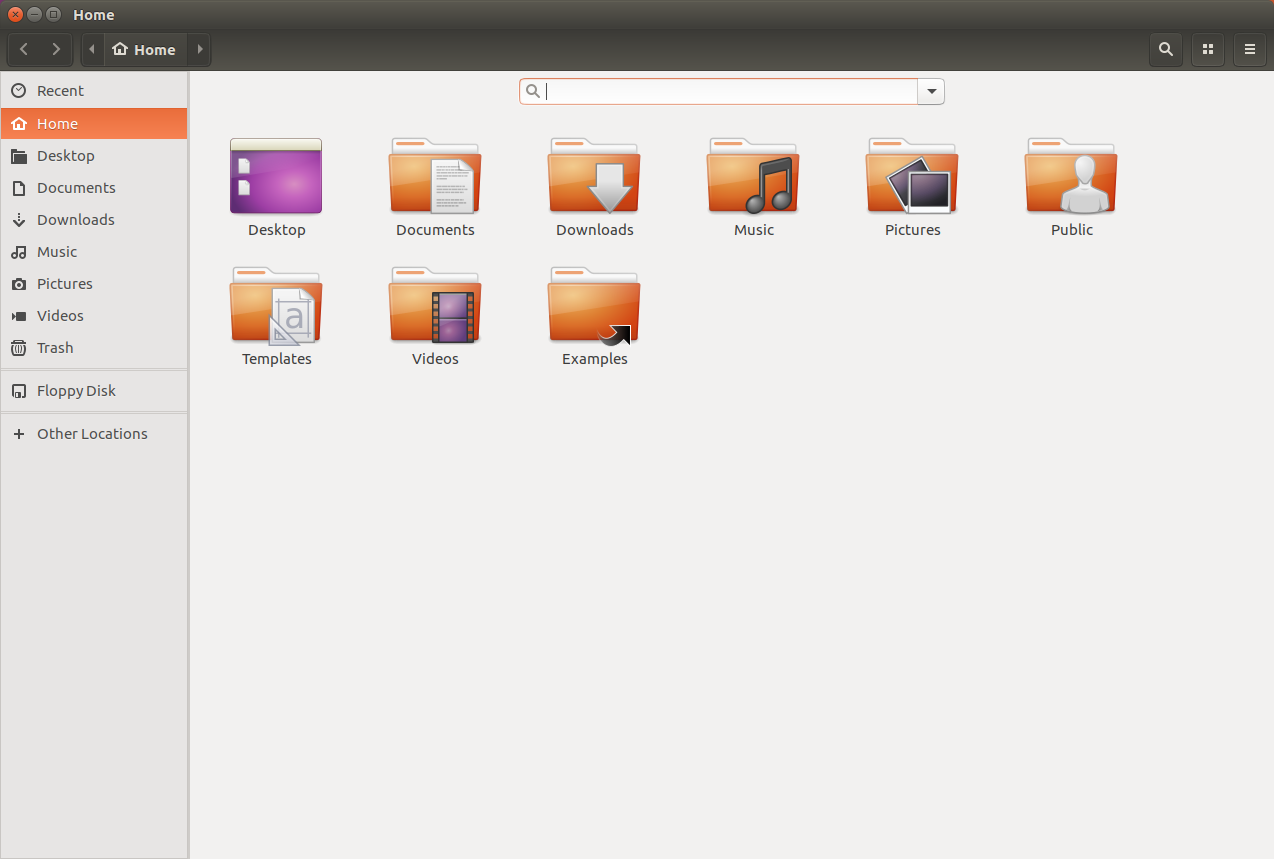 Home
Home
Recent
Home
Desktop
Documents
Downloads
Music
Pictures
Videos
Trash
Floppy Disk
Other Locations
Desktop
Documents
Downloads
Music
Pictures
Public
Templates
Videos
Examples